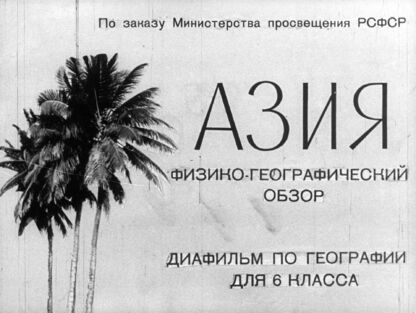 По заказу Министерства просвещения РСФСР
АЗИЯ
ФИЗИКО-ГЕОГРАФИЧЕСКИЙ
ОБЗОР
ДИАФИЛЬМ ПО ГЕОГРАФИИ
ДЛЯ 6 КЛАССА